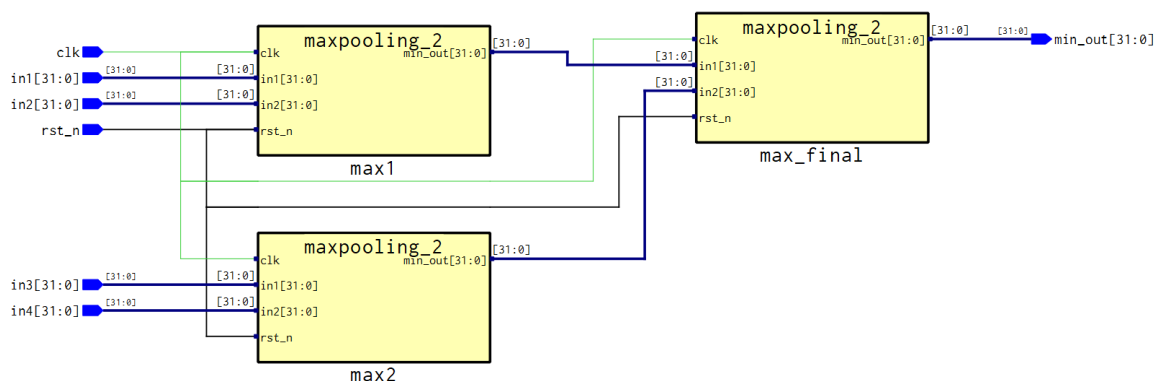 clk
in1[31:0]
in2[31:0]
rst_n
[31:0]
[31:0]
maxpooling_2
clk
in1[31:0]
in2[31:0]
rst_n
min_out[31:0]
[31:0]
[31:0]
[31:0]
max1
in3[31:0]
in4[31:0]
[31:0]
[31:0]
maxpooling_2
clk
in1[31:0]
in2[31:0]
rst_n
min_out[31:0]
[31:0]
[31:0]
[31:0]
max2
[31:0]
[31:0]
maxpooling_2
clk
in1[31:0]
in2[31:0]
rst_n
min_out[31:0]
[31:0]
[31:0]
min_out[31:0]
max_final